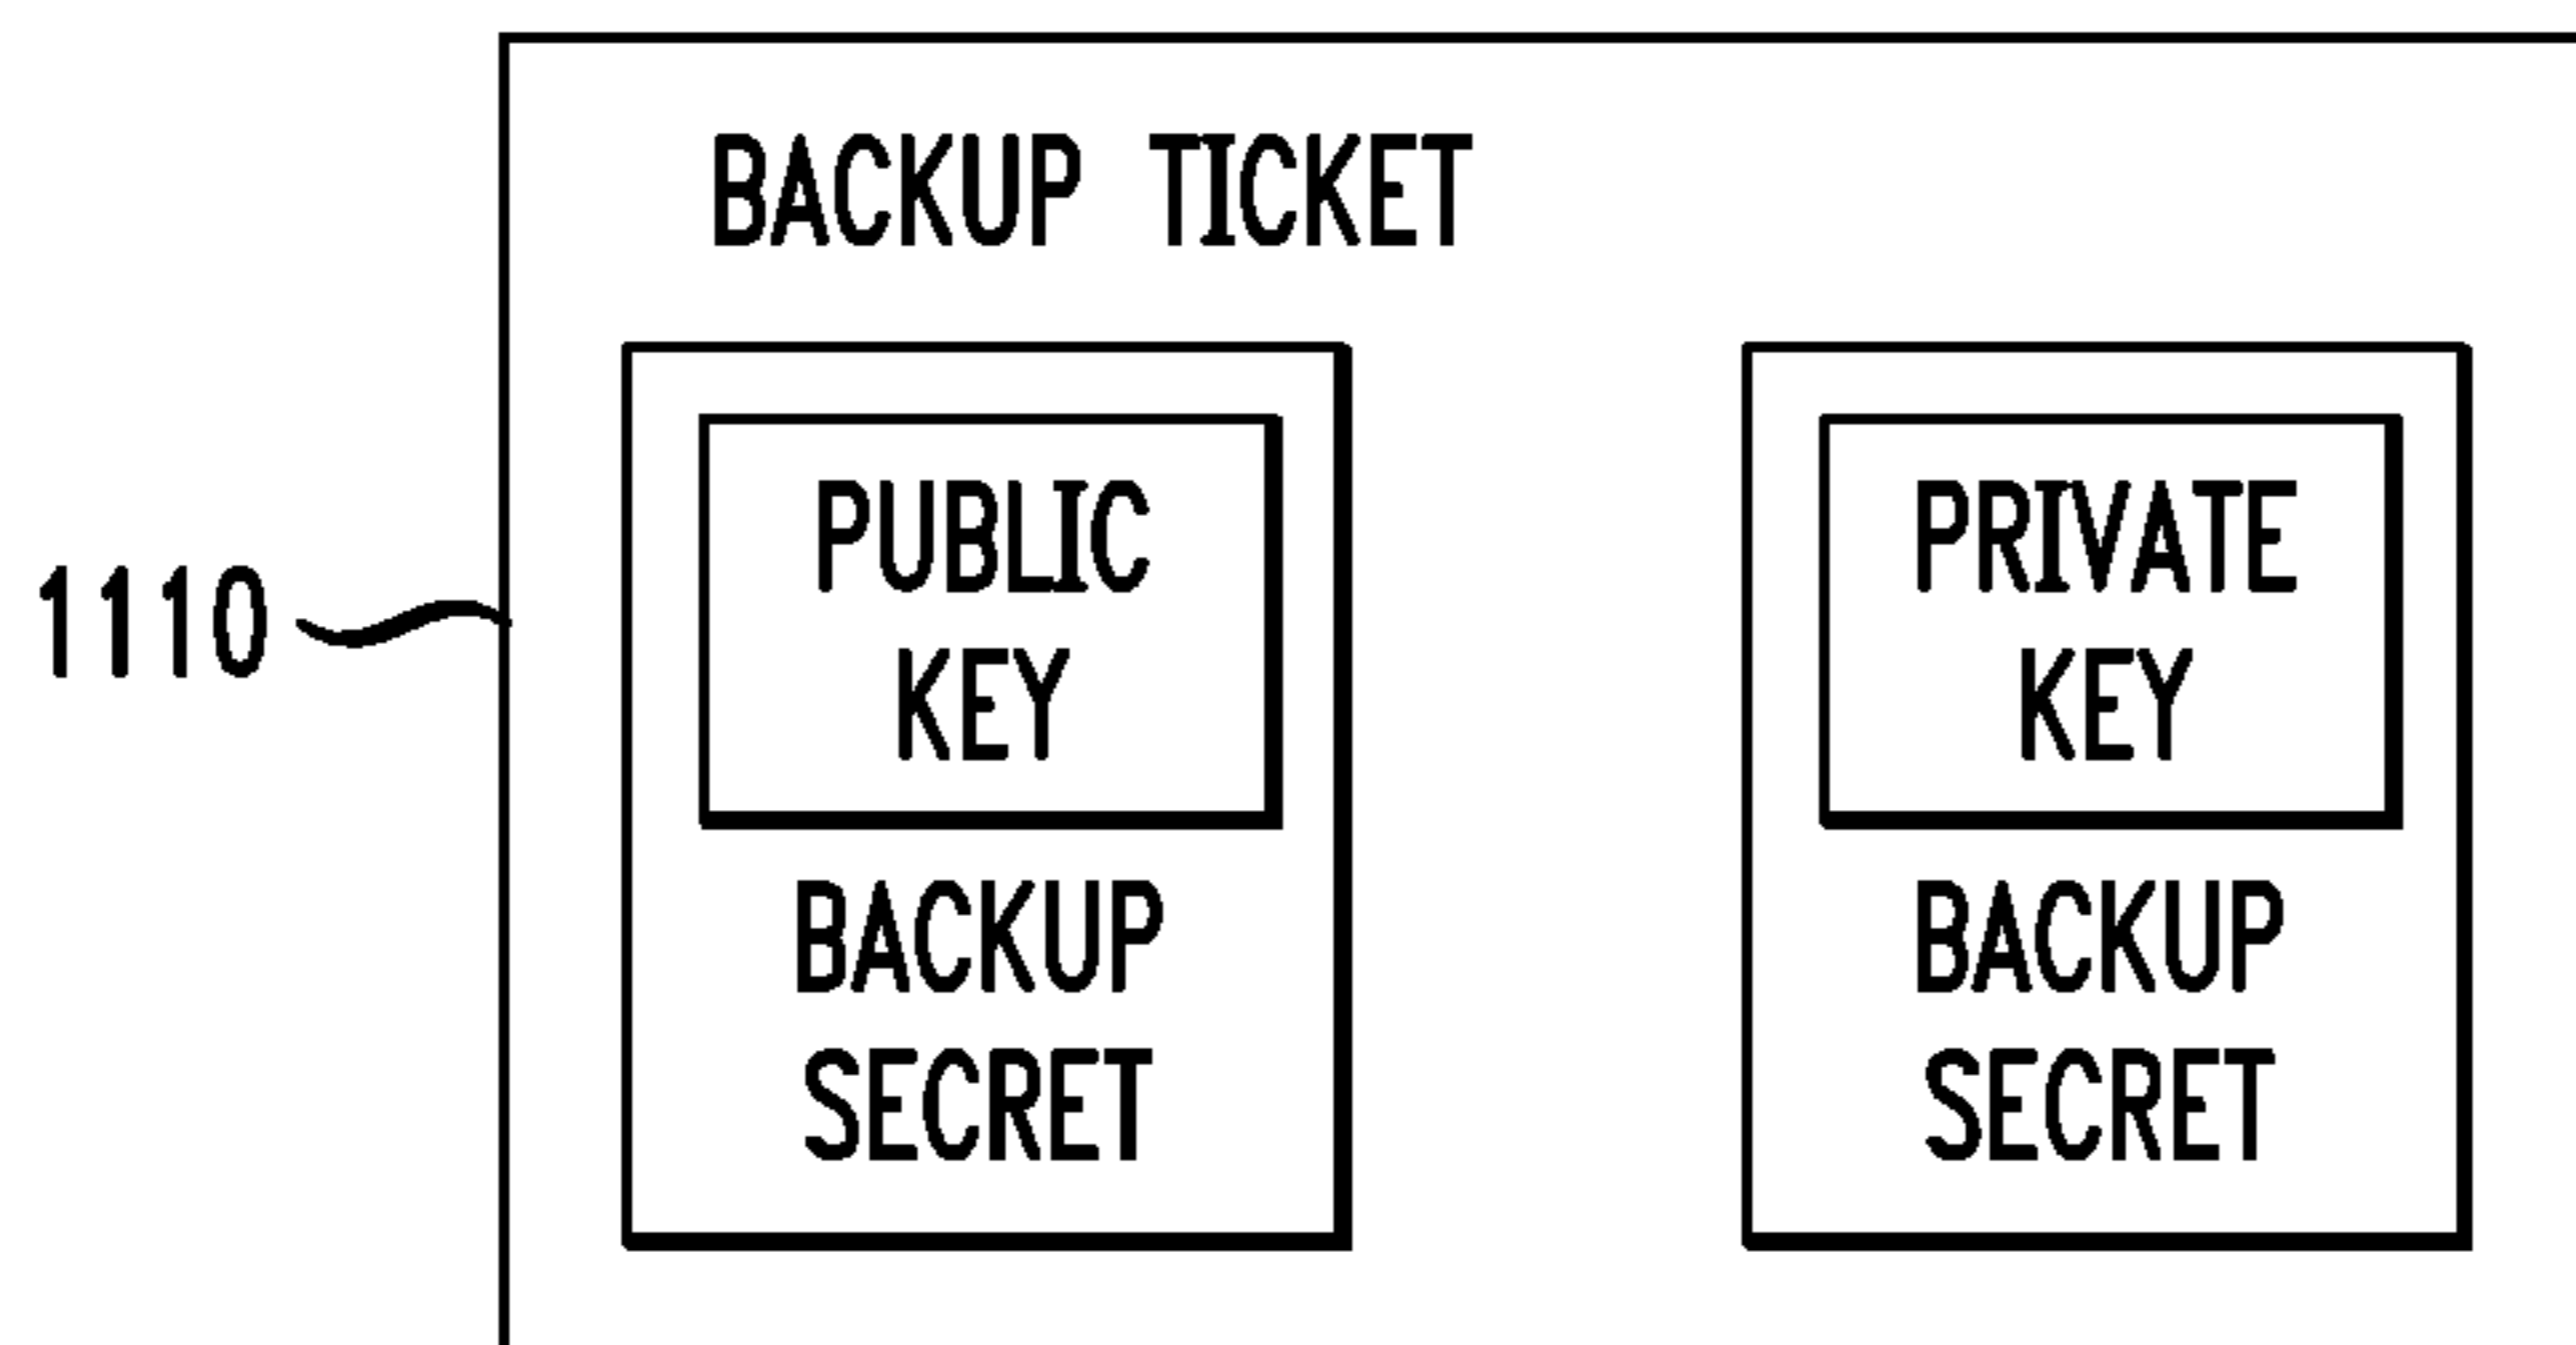 BACKUP TICKET
PUBLIC
KEY
BACKUP
SECRET
PRIVATE
KEY
BACKUP
SECRET
1110